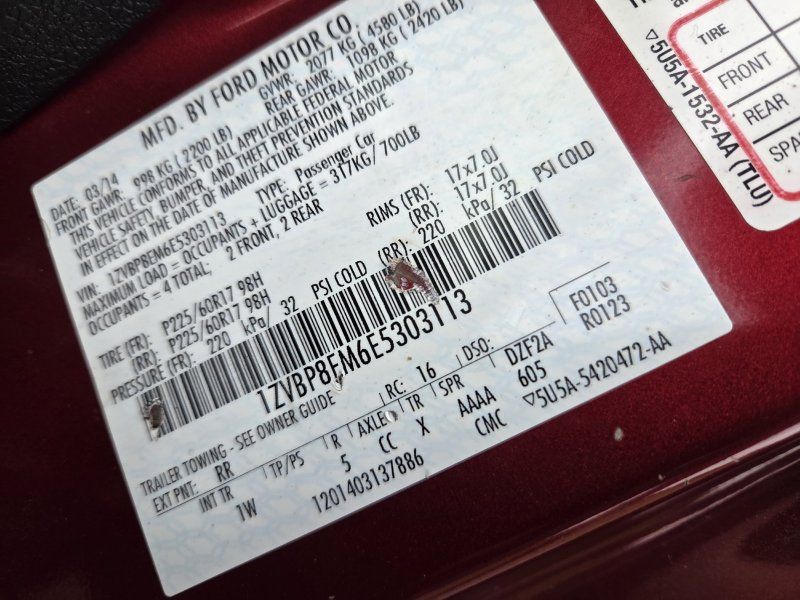 MFD. BY FORD MOTOR CO.
DATE: 03/14 GVWR: 2077 KG ( 4580 LB)
FRONT GAWR: 998 KG ( 2200 LB) REAR GAWR: 1098 KG ( 2420 LB)
THIS VEHICLE CONFORMS TO ALL APPLICABLE FEDERAL MOTOR
VEHICLE SAFETY, BUMPER, AND THEFT PREVENTION STANDARDS
IN EFFECT ON THE DATE OF MANUFACTURE SHOWN ABOVE.
VIN: 1ZVBP8EM6E5303113 TYPE: Passenger Car
MAXIMUM LOAD = OCCUPANTS + LUGGAGE = 317KG/ 700LB
OCCUPANTS = 4 TOTAL, 2 FRONT, 2 REAR
TIRE (FR): P225/60R17 98H RIMS (FR): 17x7.0J
(RR): P225/60R17 98H (RR): 17x7.0J
PRESSURE (FR): 220 kPa/ 32 PSI COLD (RR): 220 kPa/ 32 PSI COLD
1ZVBP8EM6E5303113
F0103
R0123
TRAILER TOWING - SEE OWNER GUIDE
EXT PNT: RR RC: 16 DSO:
INT TR TP/PS R AXLE TR SPR DZF2A
1W 5 CC X AAAA 605
1201403137886 CMC
▽5U5A-5420472-AA
TIRE
FRONT
REAR
▽5U5A-1532-AA (TLU)